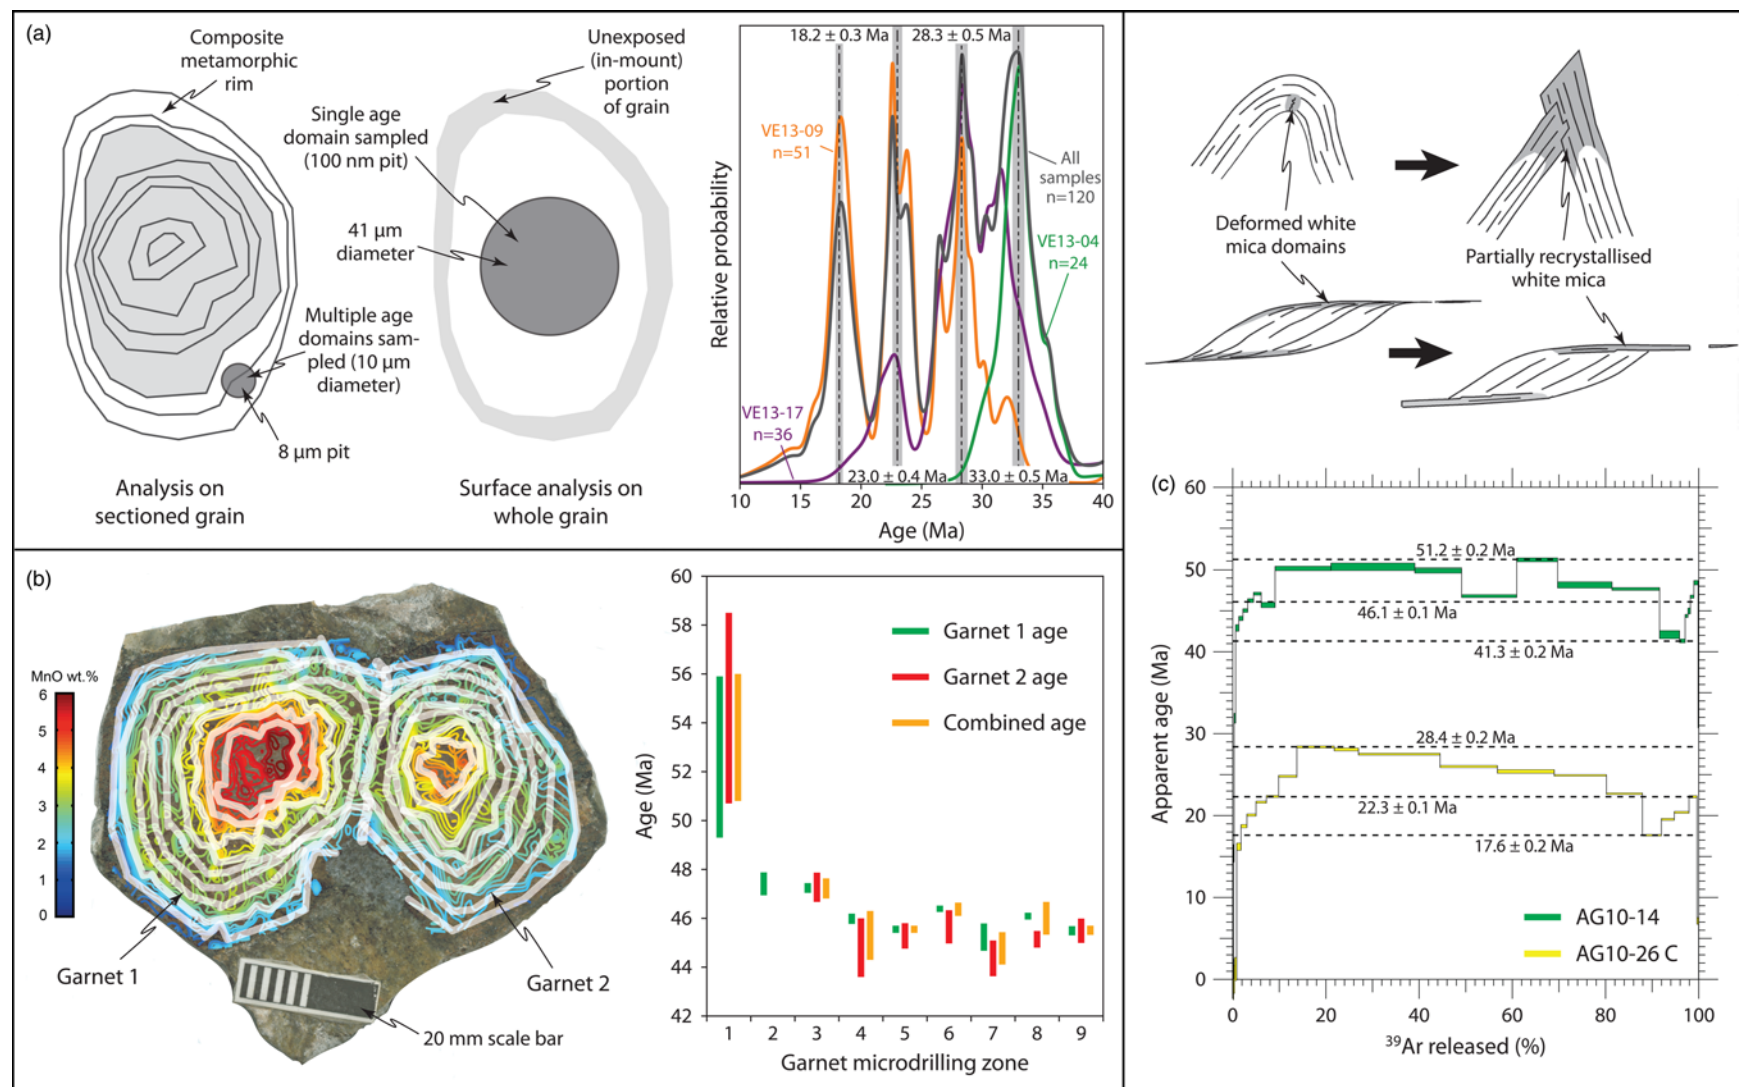 (a)
Composite
metamorphic
rim
Unexposed
(in-mount)
portion
of grain
Single age
domain sampled
(100 nm pit)
41 µm
diameter
Multiple age
domains sam-
pled (10 µm
diameter)
8 µm pit
Analysis on
sectioned grain
Surface analysis on
whole grain
18.2 ± 0.3 Ma
28.3 ± 0.5 Ma
VE13-09
n=51
All
samples
n=120
VE13-04
n=24
VE13-17
n=36
23.0 ± 0.4 Ma
33.0 ± 0.5 Ma
Relative probability
10 15 20 25 30 35 40
Age (Ma)
Deformed white
mica domains
Partially recrystallised
white mica
(b)
MnO wt.%
6
5
4
3
2
1
0
Garnet 1
Garnet 2
20 mm scale bar
60
58
56
54
52
50
48
46
44
42
Age (Ma)
Garnet 1 age
Garnet 2 age
Combined age
1 2 3 4 5 6 7 8 9
Garnet microdrilling zone
(c)
60
50
40
30
20
10
0
Apparent age (Ma)
51.2 ± 0.2 Ma
46.1 ± 0.1 Ma
41.3 ± 0.2 Ma
28.4 ± 0.2 Ma
22.3 ± 0.1 Ma
17.6 ± 0.2 Ma
AG10-14
AG10-26 C
0 20 40 60 80 100
³⁹Ar released (%)